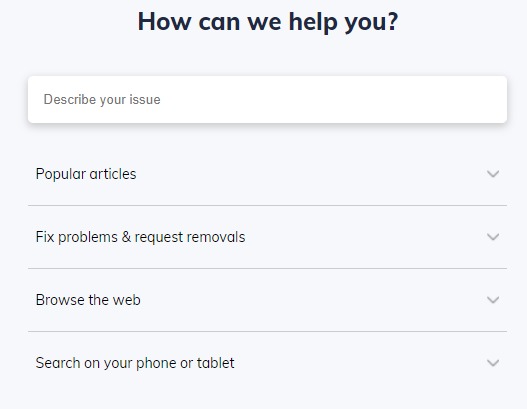 How can we help you?
Describe your issue
Popular articles
Fix problems & request removals
Browse the web
Search on your phone or tablet